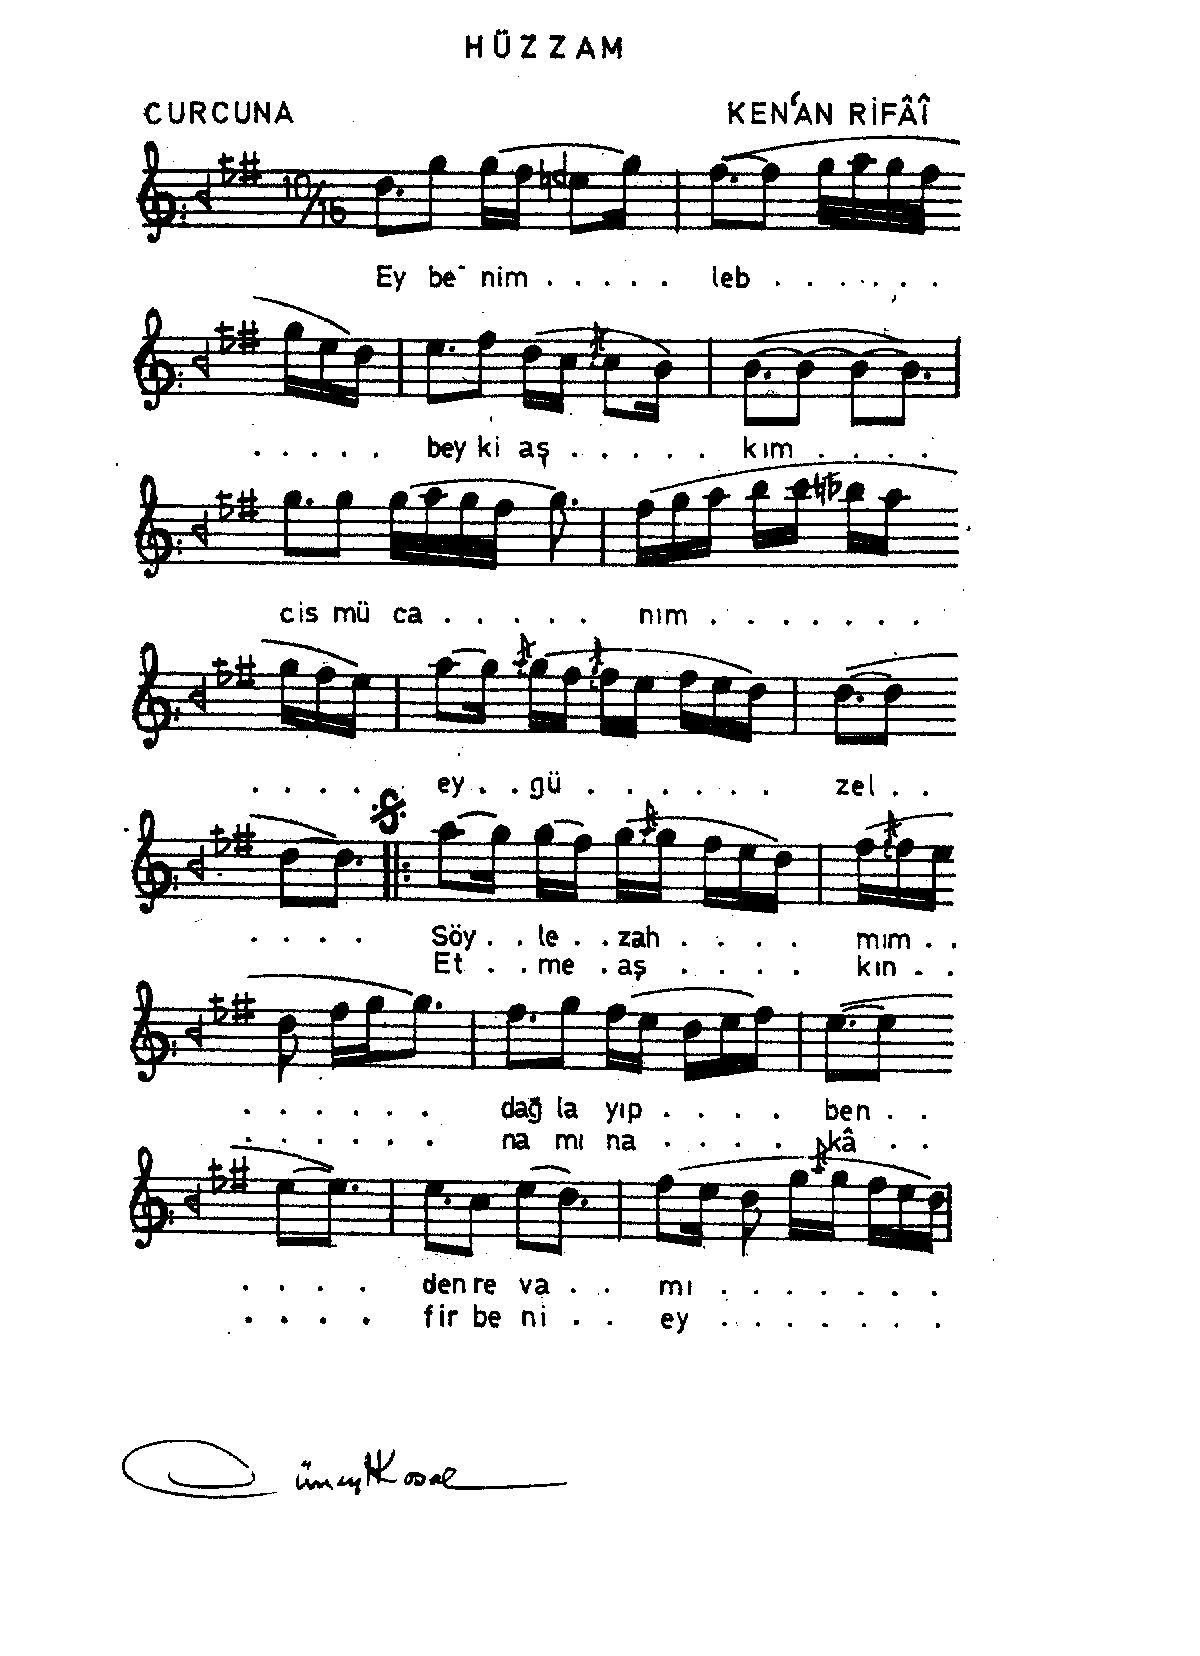 HÜZZAM
CURCUNA KEN'AN RİFÂÎ
10/16
Ey be- nim . . . . . leb . . . . . .
. . . . . bey ki aş . . . . . kım . . . .
cis mü ca . . . . . nım . . . . . . .
. . . . . ey . . gü . . . . . . zel . .
. . . . Söy . . le . . zah . . . . mım . .
Et . . me . aş . . . . kın . .
. . . . . . dağ la yıp . . . . ben . .
. . . . . . na mı na . . . . kâ . .
. . . . den re va . . mı . . . . . . .
. . . . fir be ni . . ey . . . . . . .
Cüneyt Kosal